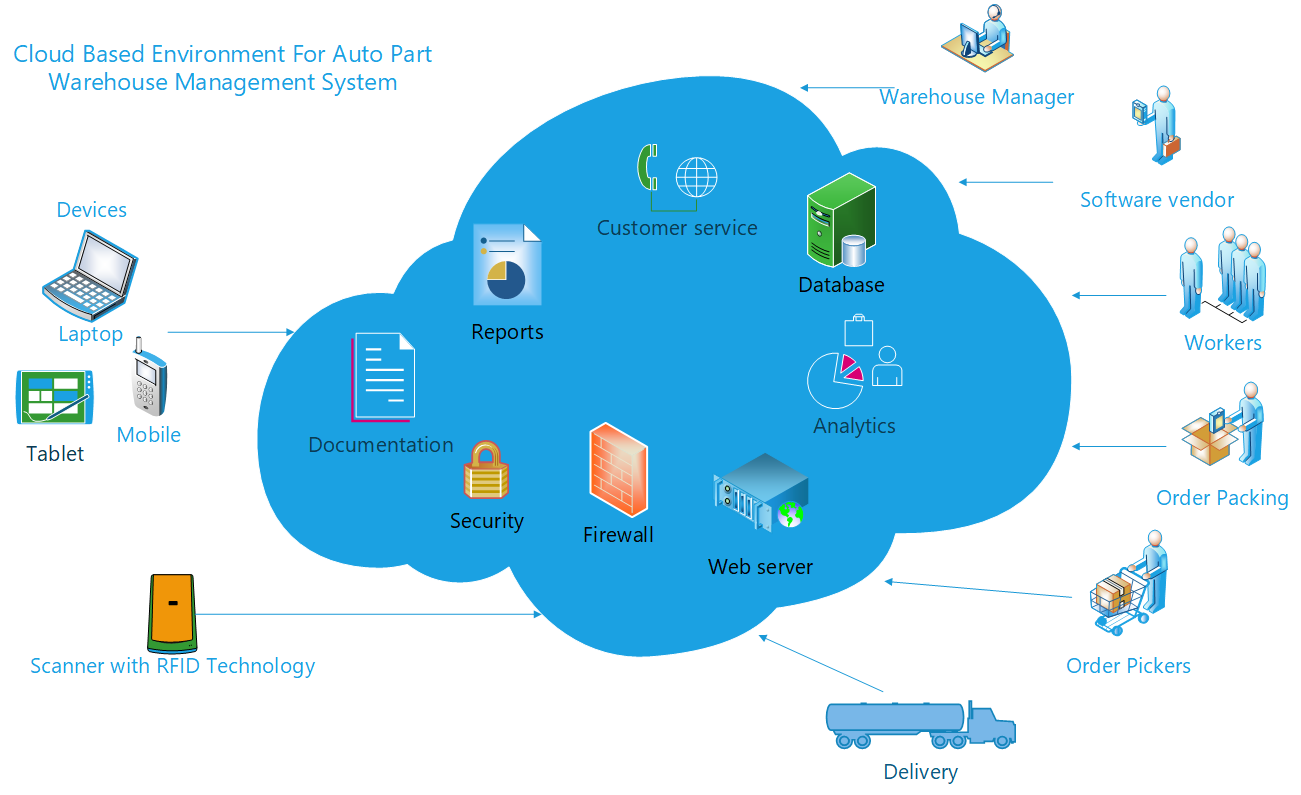 Cloud Based Environment For Auto Part
Warehouse Management System
Warehouse Manager
Software vendor
Devices
Customer service
Database
Reports
Laptop
Workers
Mobile
Tablet
Documentation
Analytics
Security
Firewall
Order Packing
Web server
Scanner with RFID Technology
Order Pickers
Delivery